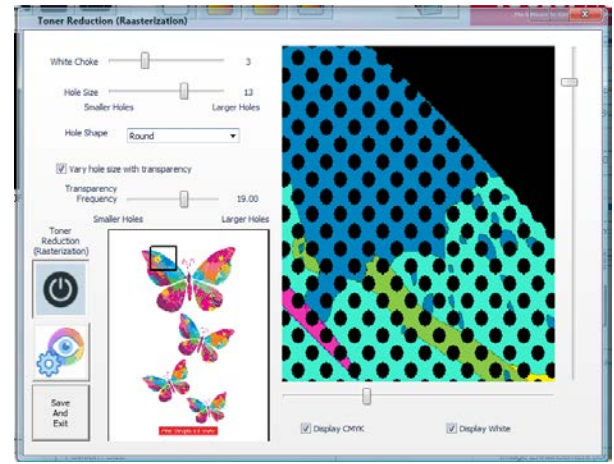 Toner Reduction (Raasterization)
White Choke
3
Hole Size
13
Smaller Holes
Larger Holes
Hole Shape
Round
Vary hole size with transparency
Transparency
Frequency
19.00
Smaller Holes
Larger Holes
Toner
Reduction
(Rasterization)
Save
And
Exit
Display CMYK
Display White